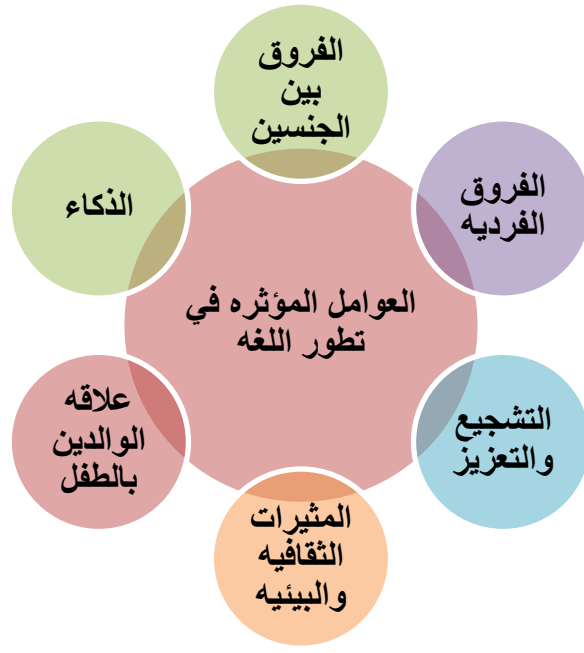 الفروق
بين
الجنسين
الفروق
الفرديه
التشجيع
والتعزيز
المثيرات
الثقافيه
والبيئيه
علاقه
الوالدين
بالطفل
الذكاء
العوامل المؤثره في
تطور اللغه